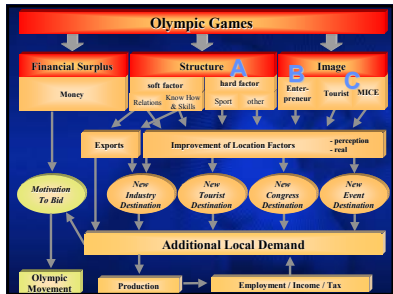 Olympic Games
Financial Surplus
Structure
A
Image
Money
soft factor
Relations
Know How
& Skills
hard factor
Sport
other
B
Enter-
preneur
Tourist
C
MICE
Exports
Improvement of Location Factors
- perception
- real
Motivation
To Bid
New
Industry
Destination
New
Tourist
Destination
New
Congress
Destination
New
Event
Destination
Additional Local Demand
Olympic
Movement
Production
Employment / Income / Tax